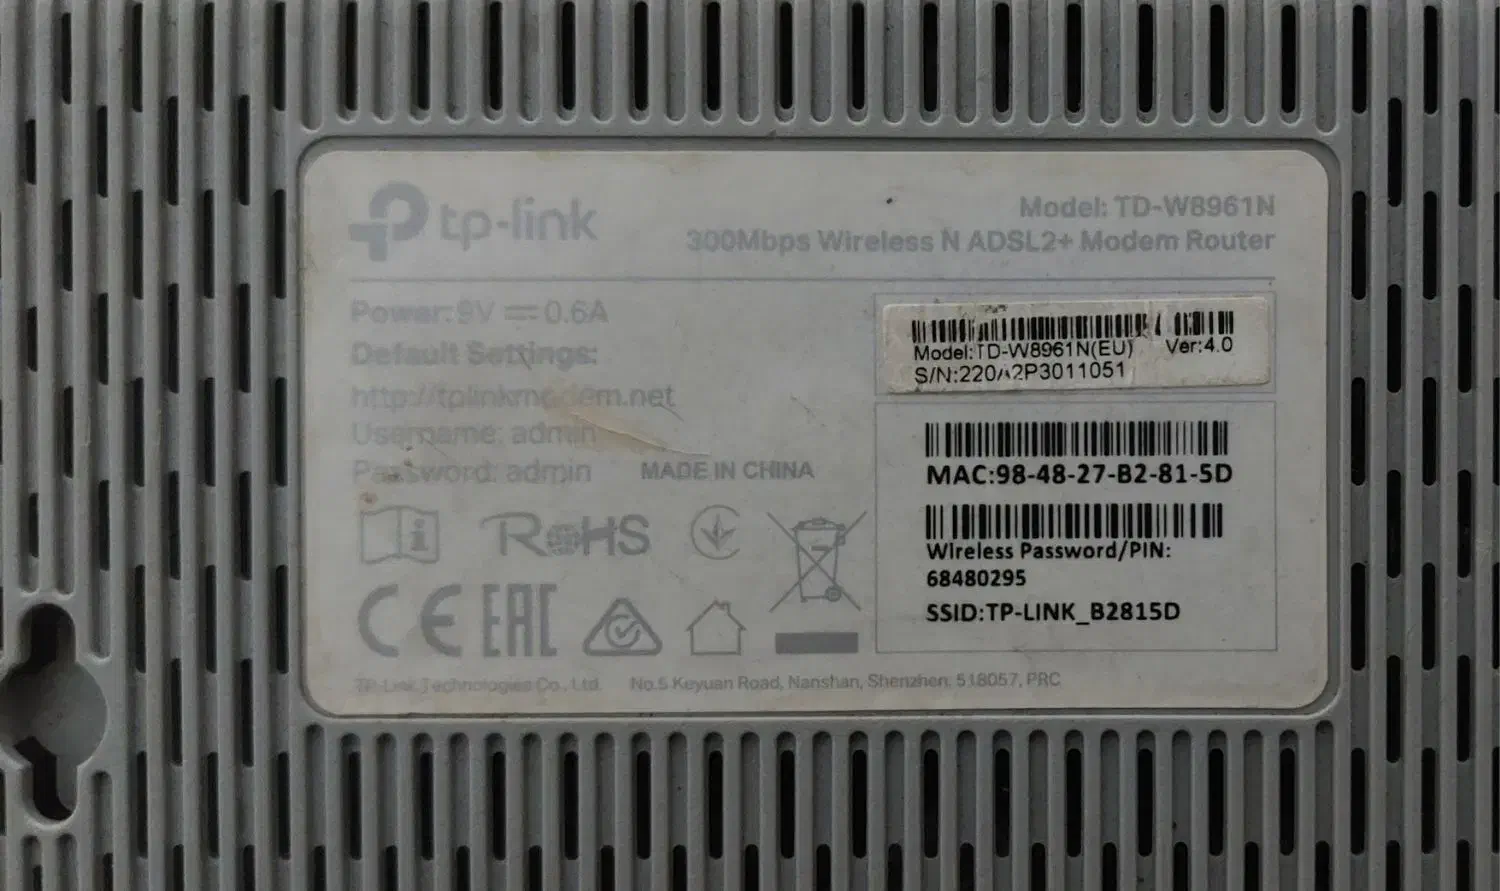 tp-link
Model: TD-W8961N
300Mbps Wireless N ADSL2+ Modem Router
Power: 9V ⎓ 0.6A
Default Settings:
http://tplinkmodem.net
Username: admin
Password: admin
MADE IN CHINA
RoHS
CE EAC
Model:TD-W8961N(EU) Ver:4.0
S/N:220A2P3011051
MAC:98-48-27-B2-81-5D
Wireless Password/PIN:
68480295
SSID:TP-LINK_B2815D
TP-Link Technologies Co., Ltd. No.5 Keyuan Road, Nanshan, Shenzhen, 518057, PRC